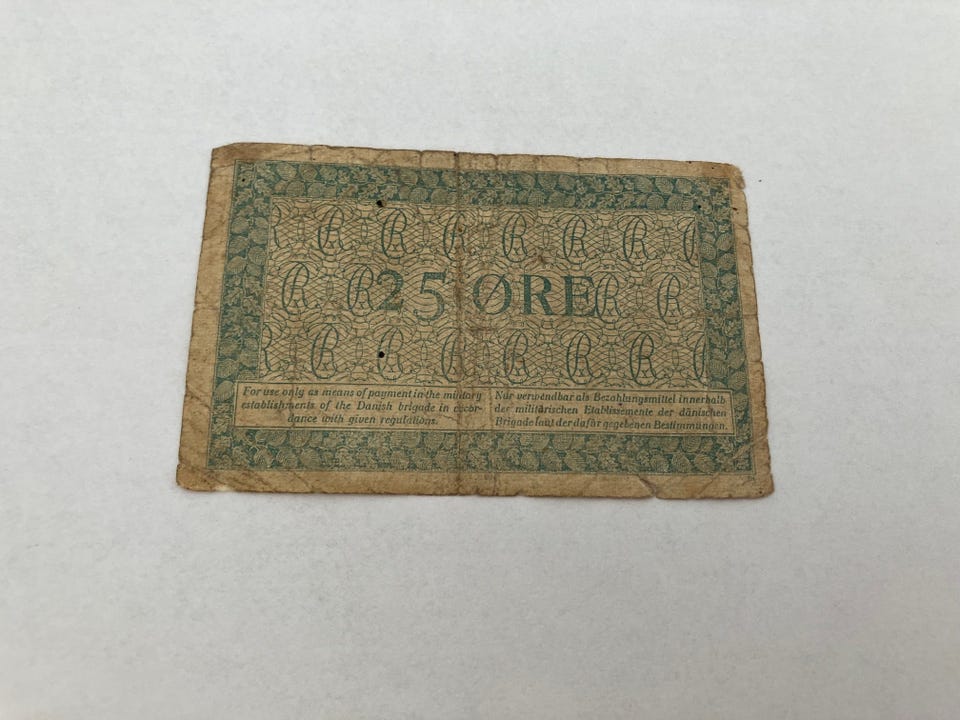 25 ØRE
For use only as means of payment in the military
establishments of the Danish brigade in accor-
dance with given regulations.
Nur verwendbar als Bezahlungsmittel innerhalb
der militärischen Etablissemente der dänischen
Brigade laut der dafür gegebenen Bestimmungen.